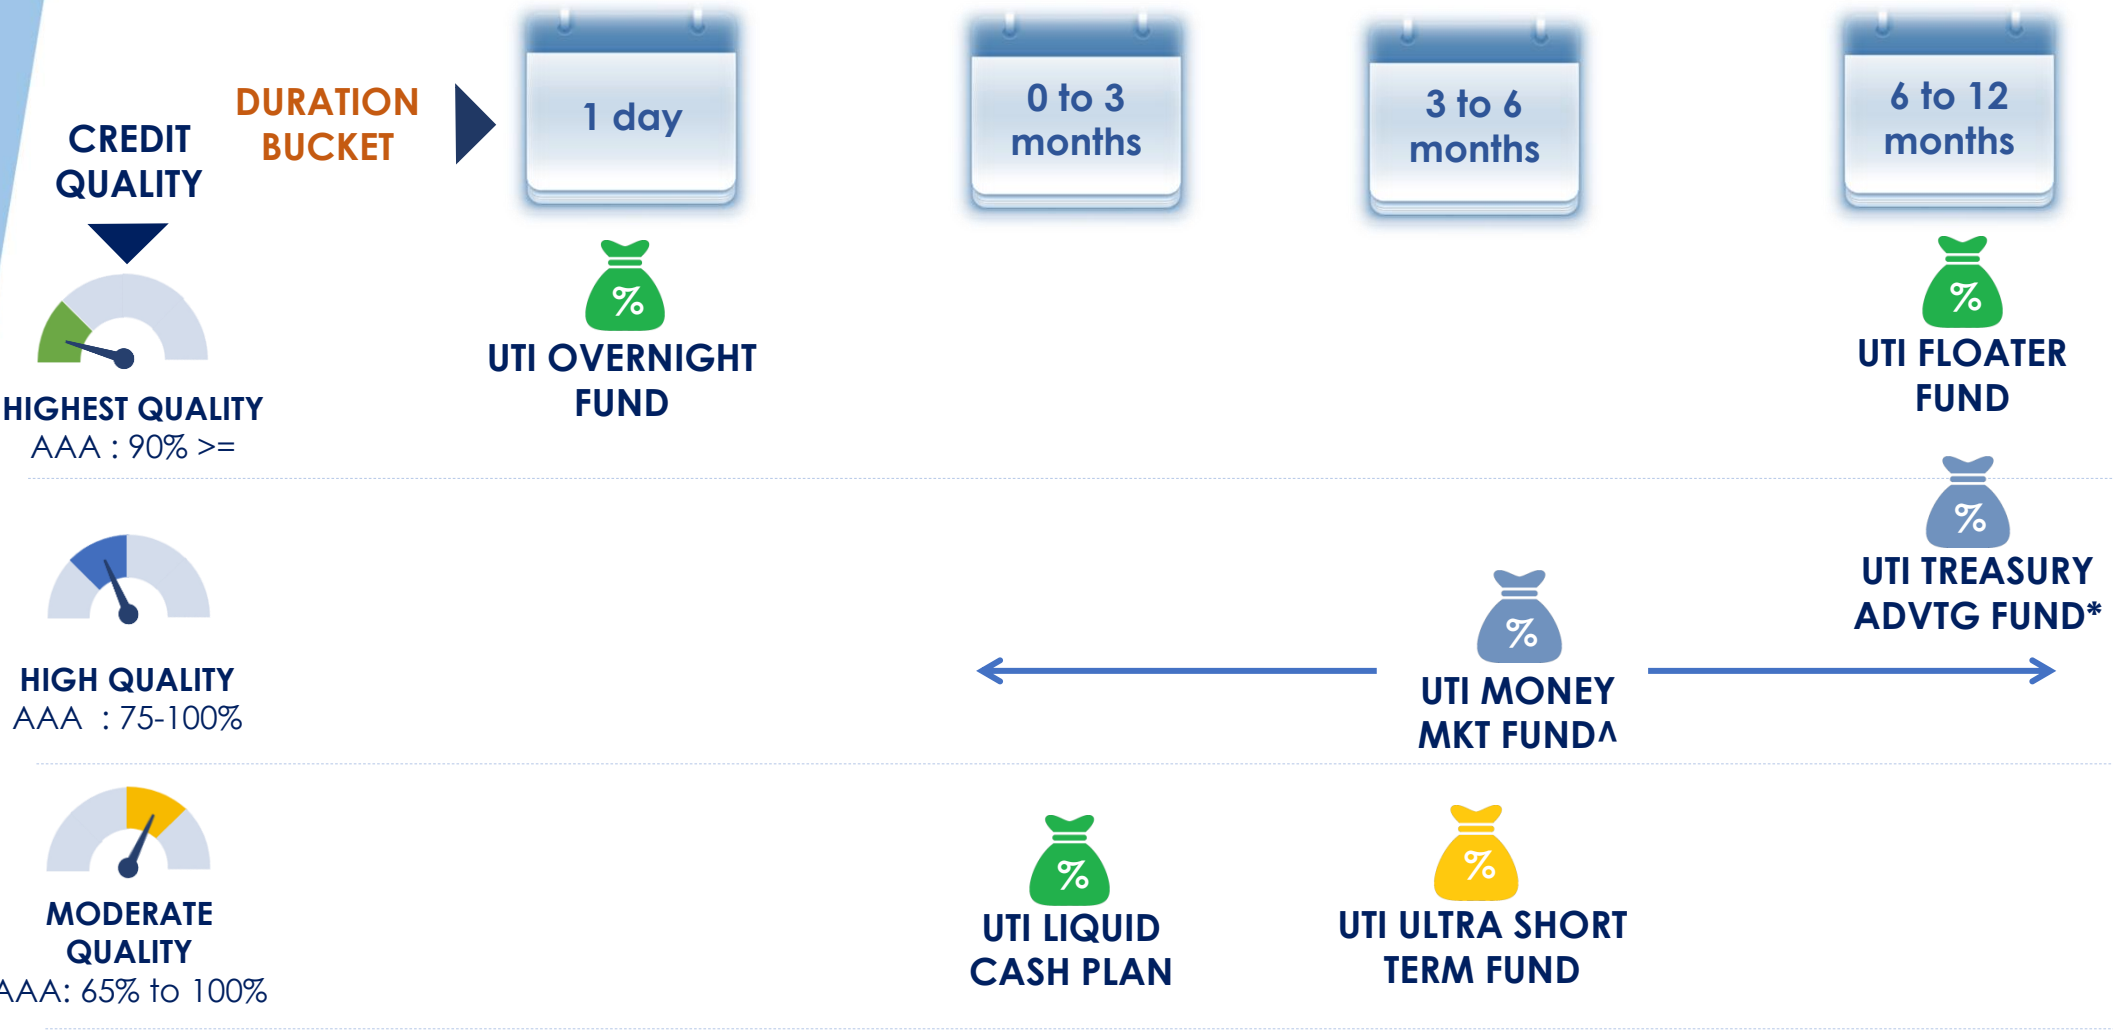 DURATION
BUCKET
1 day
0 to 3
months
3 to 6
months
6 to 12
months
CREDIT
QUALITY
%
UTI OVERNIGHT
FUND
%
UTI FLOATER
FUND
HIGHEST QUALITY
AAA : 90% >=
%
UTI TREASURY
ADVTG FUND*
%
UTI MONEY
MKT FUND^
HIGH QUALITY
AAA : 75-100%
%
UTI LIQUID
CASH PLAN
%
UTI ULTRA SHORT
TERM FUND
MODERATE
QUALITY
AAA: 65% to 100%